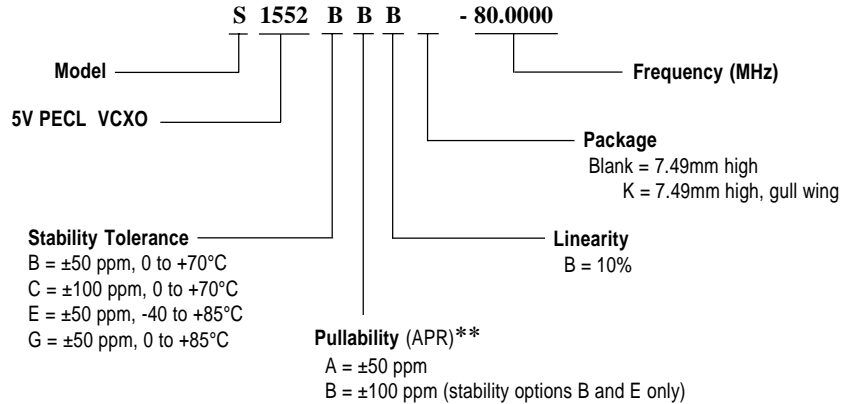 S 1552 B B B - 80.0000
Model
Frequency (MHz)
5V PECL VCXO
Package
Blank = 7.49mm high
K = 7.49mm high, gull wing
Stability Tolerance
B = ±50 ppm, 0 to +70°C
C = ±100 ppm, 0 to +70°C
E = ±50 ppm, -40 to +85°C
G = ±50 ppm, 0 to +85°C
Linearity
B = 10%
Pullability (APR)**
A = ±50 ppm
B = ±100 ppm (stability options B and E only)